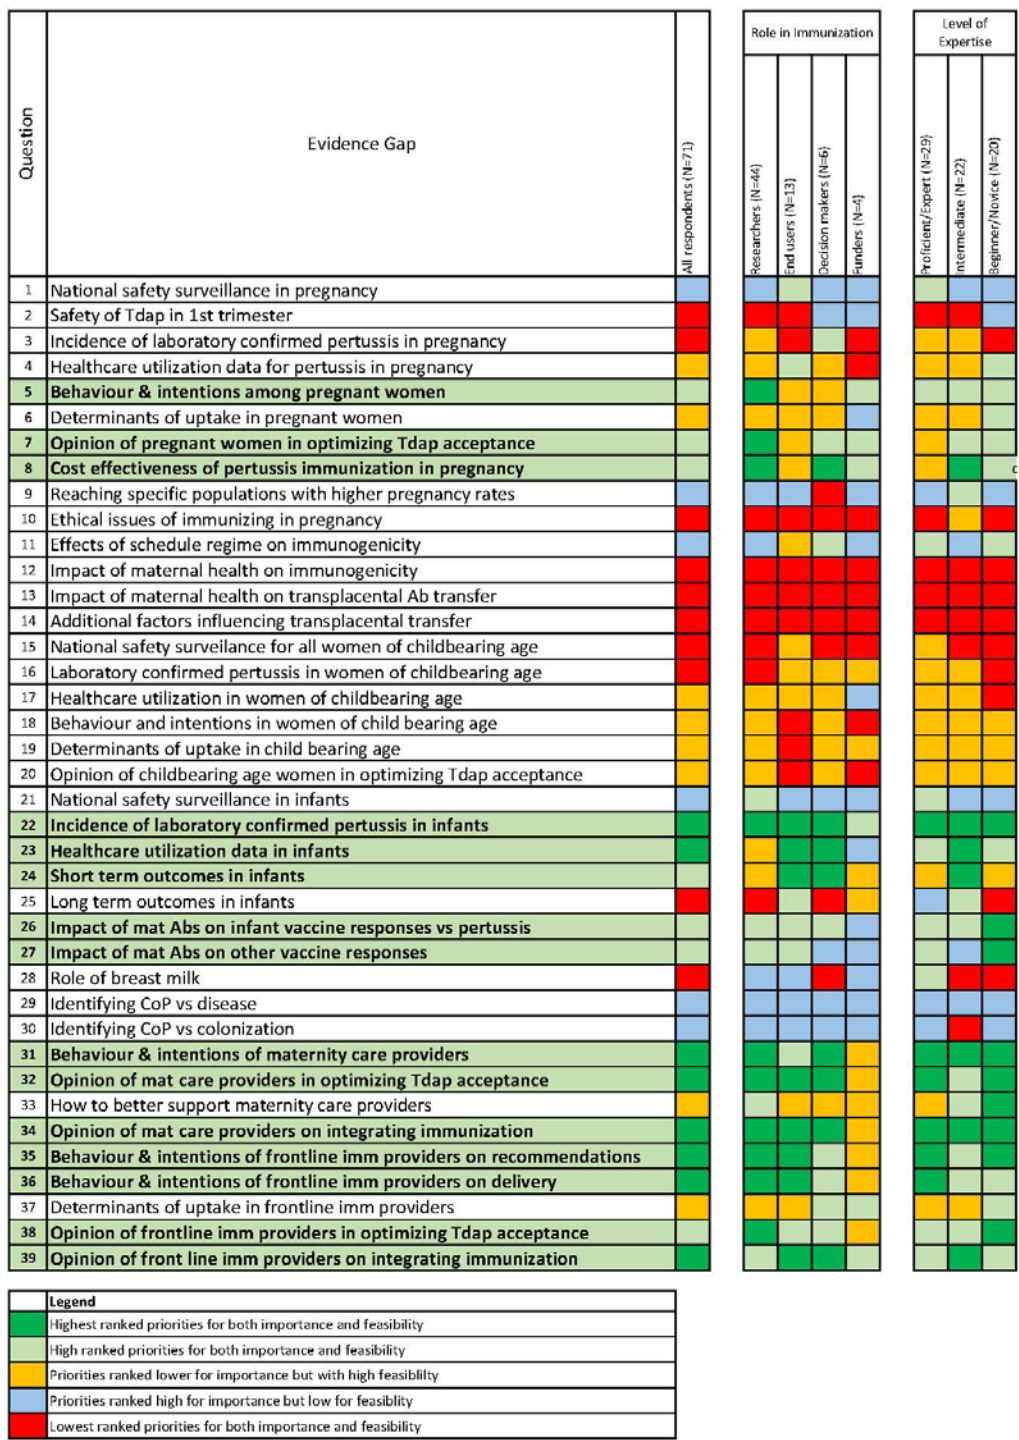 Question
Evidence Gap
All respondents (N=71)
Role in Immunization
Researchers (N=44)
End users (N=13)
Decision makers (N=6)
Funders (N=4)
Level of
Expertise
Proficient/Expert (N=29)
Intermediate (N=22)
Beginner/Novice (N=20)
1 National safety surveillance in pregnancy
2 Safety of Tdap in 1st trimester
3 Incidence of laboratory confirmed pertussis in pregnancy
4 Healthcare utilization data for pertussis in pregnancy
5 Behaviour & intentions among pregnant women
6 Determinants of uptake in pregnant women
7 Opinion of pregnant women in optimizing Tdap acceptance
8 Cost effectiveness of pertussis immunization in pregnancy
9 Reaching specific populations with higher pregnancy rates
10 Ethical issues of immunizing in pregnancy
11 Effects of schedule regime on immunogenicity
12 Impact of maternal health on immunogenicity
13 Impact of maternal health on transplacental Ab transfer
14 Additional factors influencing transplacental transfer
15 National safety surveilance for all women of childbearing age
16 Laboratory confirmed pertussis in women of childbearing age
17 Healthcare utilization in women of childbearing age
18 Behaviour and intentions in women of child bearing age
19 Determinants of uptake in child bearing age
20 Opinion of childbearing age women in optimizing Tdap acceptance
21 National safety surveillance in infants
22 Incidence of laboratory confirmed pertussis in infants
23 Healthcare utilization data in infants
24 Short term outcomes in infants
25 Long term outcomes in infants
26 Impact of mat Abs on infant vaccine responses vs pertussis
27 Impact of mat Abs on other vaccine responses
28 Role of breast milk
29 Identifying CoP vs disease
30 Identifying CoP vs colonization
31 Behaviour & intentions of maternity care providers
32 Opinion of mat care providers in optimizing Tdap acceptance
33 How to better support maternity care providers
34 Opinion of mat care providers on integrating immunization
35 Behaviour & intentions of frontline imm providers on recommendations
36 Behaviour & intentions of frontline imm providers on delivery
37 Determinants of uptake in frontline imm providers
38 Opinion of frontline imm providers in optimizing Tdap acceptance
39 Opinion of front line imm providers on integrating immunization
Legend
Highest ranked priorities for both importance and feasibility
High ranked priorities for both importance and feasibility
Priorities ranked lower for importance but with high feasiblilty
Priorities ranked high for importance but low for feasiblity
Lowest ranked priorities for both importance and feasibility